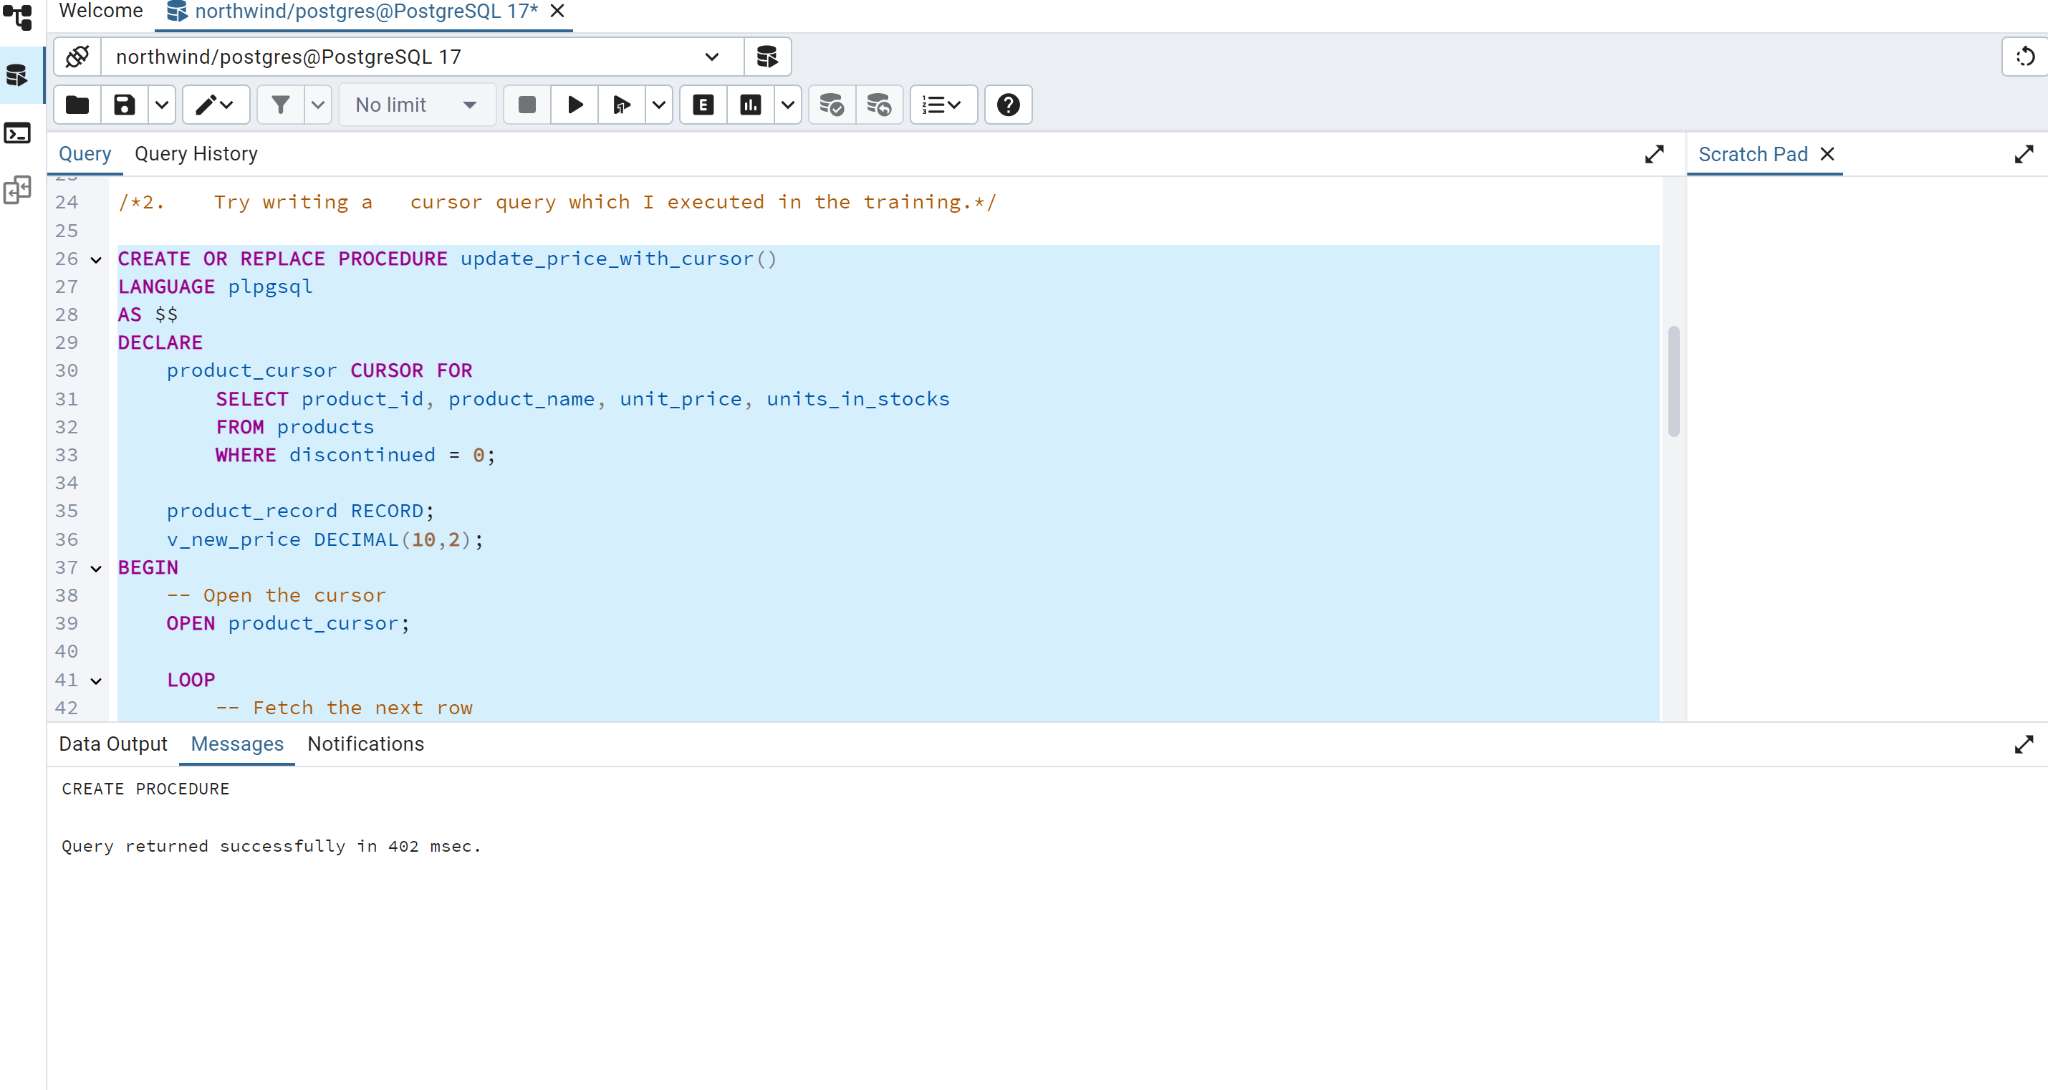 Welcome
northwind/postgres@PostgreSQL 17*
northwind/postgres@PostgreSQL 17
No limit
E
Query
Query History
Scratch Pad
24 /*2.    Try writing a   cursor query which I executed in the training.*/
25
26 CREATE OR REPLACE PROCEDURE update_price_with_cursor()
27 LANGUAGE plpgsql
28 AS $$
29 DECLARE
30     product_cursor CURSOR FOR
31         SELECT product_id, product_name, unit_price, units_in_stocks
32         FROM products
33         WHERE discontinued = 0;
34
35     product_record RECORD;
36     v_new_price DECIMAL(10,2);
37 BEGIN
38     -- Open the cursor
39     OPEN product_cursor;
40
41     LOOP
42         -- Fetch the next row
Data Output
Messages
Notifications
CREATE PROCEDURE
Query returned successfully in 402 msec.